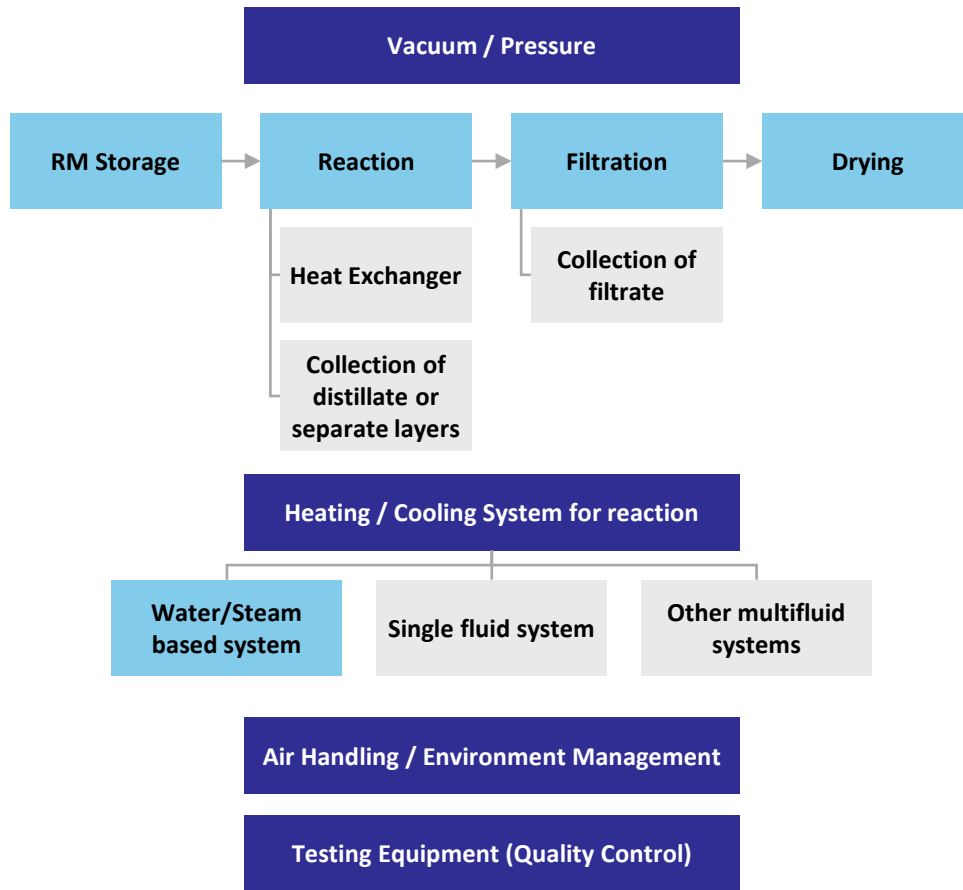 Vacuum / Pressure
RM Storage
Reaction
Filtration
Drying
Heat Exchanger
Collection of
filtrate
Collection of
distillate or
separate layers
Heating / Cooling System for reaction
Water/Steam
based system
Single fluid system
Other multifluid
systems
Air Handling / Environment Management
Testing Equipment (Quality Control)